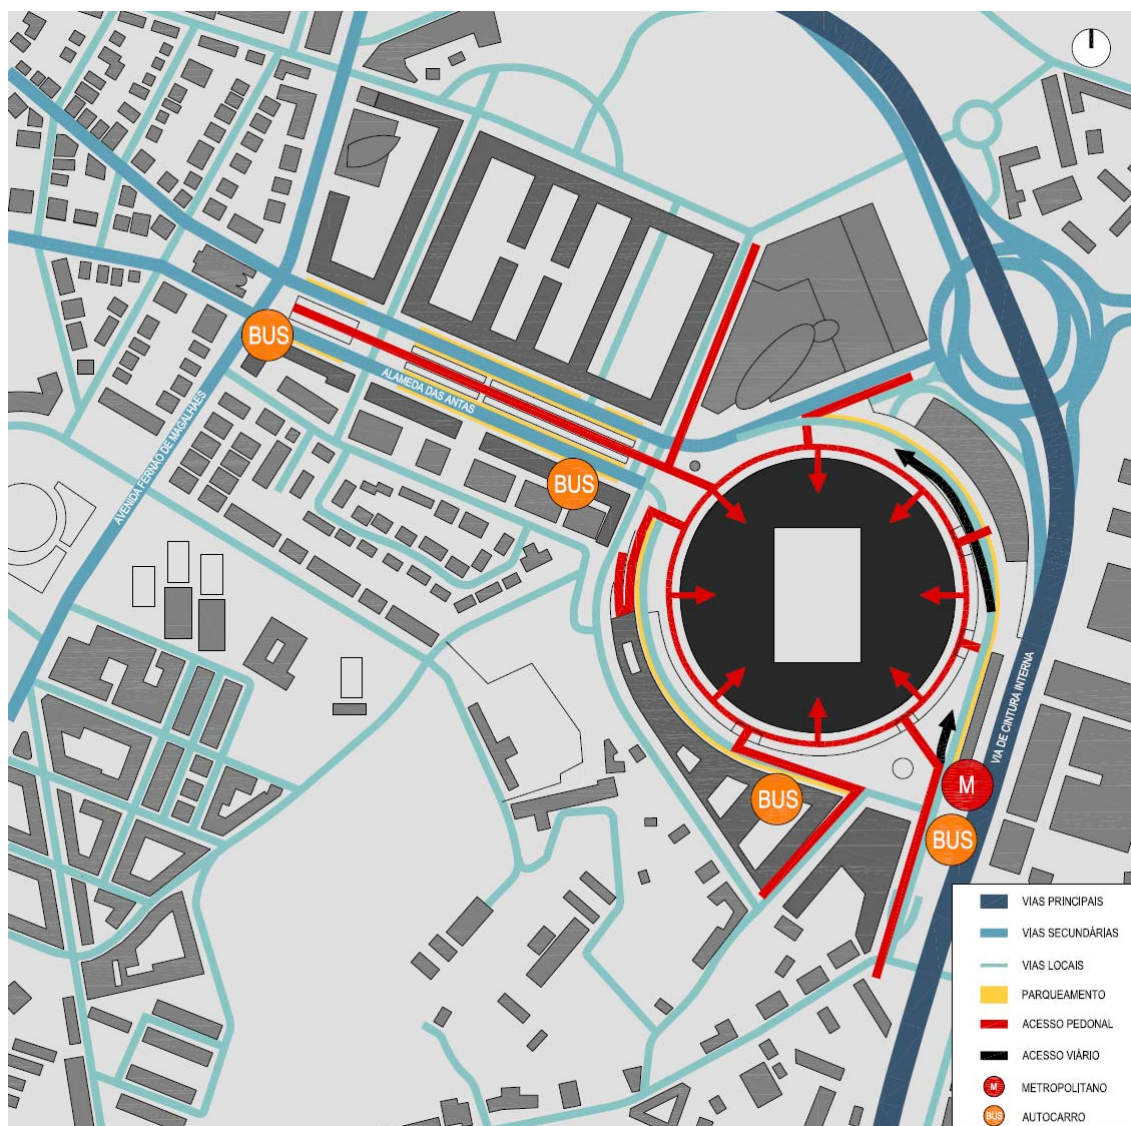 BUS
ALAMEDA DAS ANTAS
AVENIDA FERNÃO DE MAGALHÃES
BUS
VIA DE CINTURA INTERNA
M
BUS
BUS
VIAS PRINCIPAIS
VIAS SECUNDÁRIAS
VIAS LOCAIS
PARQUEAMENTO
ACESSO PEDONAL
ACESSO VIÁRIO
M METROPOLITANO
BUS AUTOCARRO